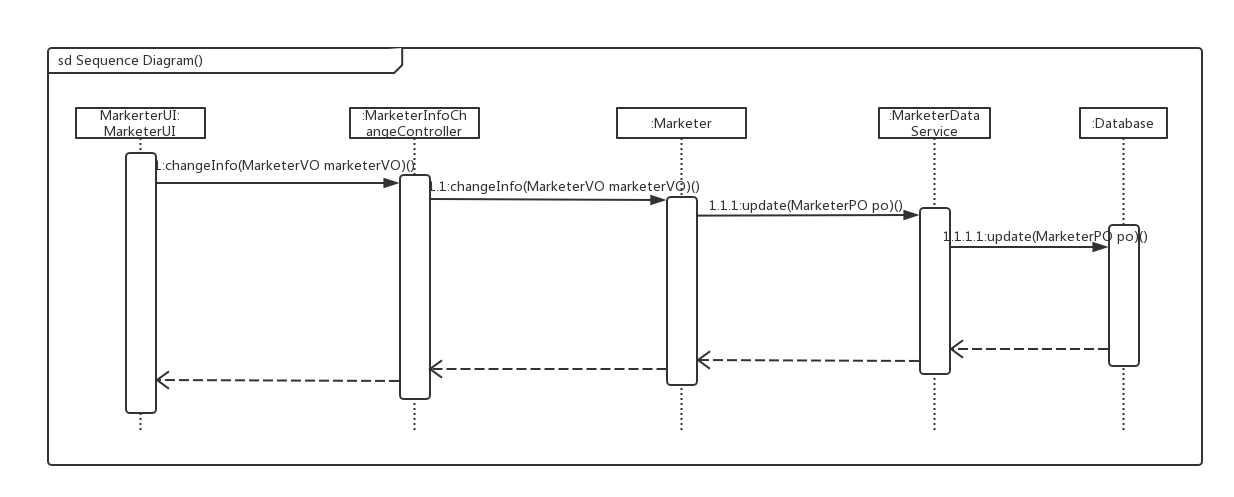 sd Sequence Diagram()
MarkerterUI:
MarketerUI
:MarketerInfoCh
angeController
:Marketer
:MarketerData
Service
:Database
1:changeInfo(MarketerVO marketerVO)()
1.1:changeInfo(MarketerVO marketerVO)()
1.1.1:update(MarketerPO po)()
1.1.1.1:update(MarketerPO po)()